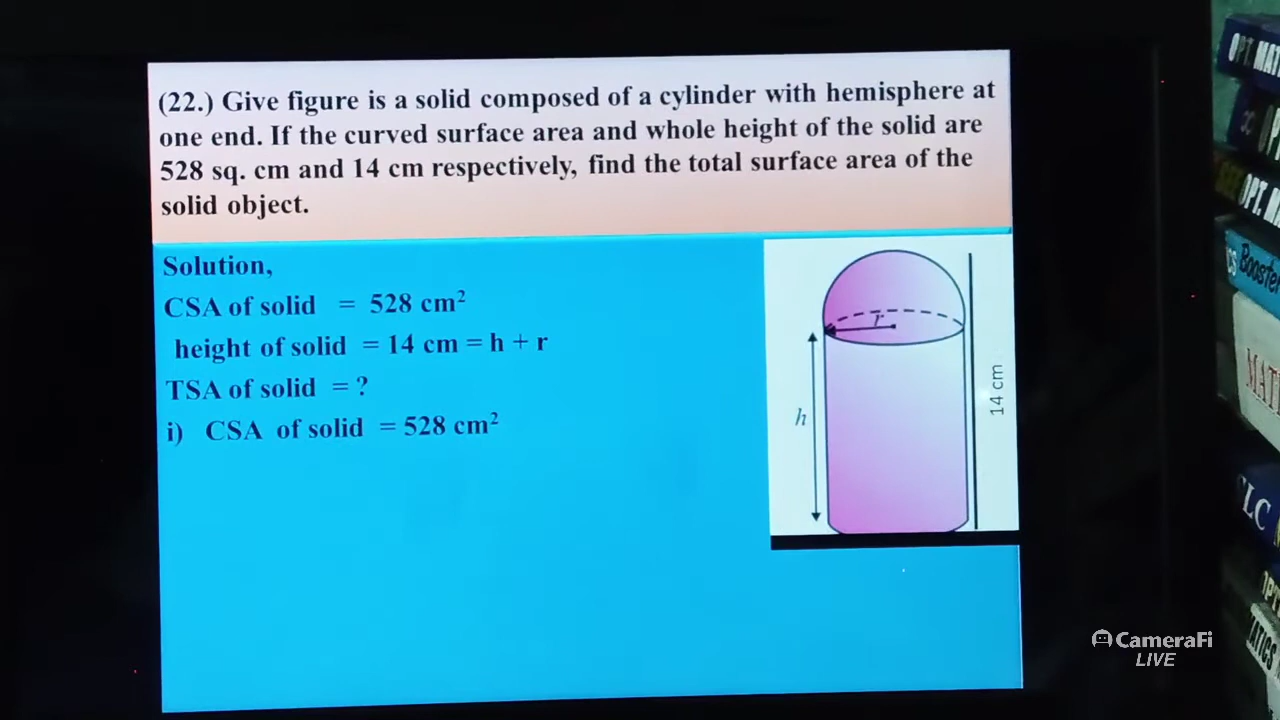 (22.) Give figure is a solid composed of a cylinder with hemisphere at
one end. If the curved surface area and whole height of the solid are
528 sq. cm and 14 cm respectively, find the total surface area of the
solid object.
Solution,
CSA of solid = 528 cm²
height of solid = 14 cm = h + r
TSA of solid = ?
i) CSA of solid = 528 cm²
r
h
14 cm
OPT.
OPT.
Booster
CameraFi
LIVE